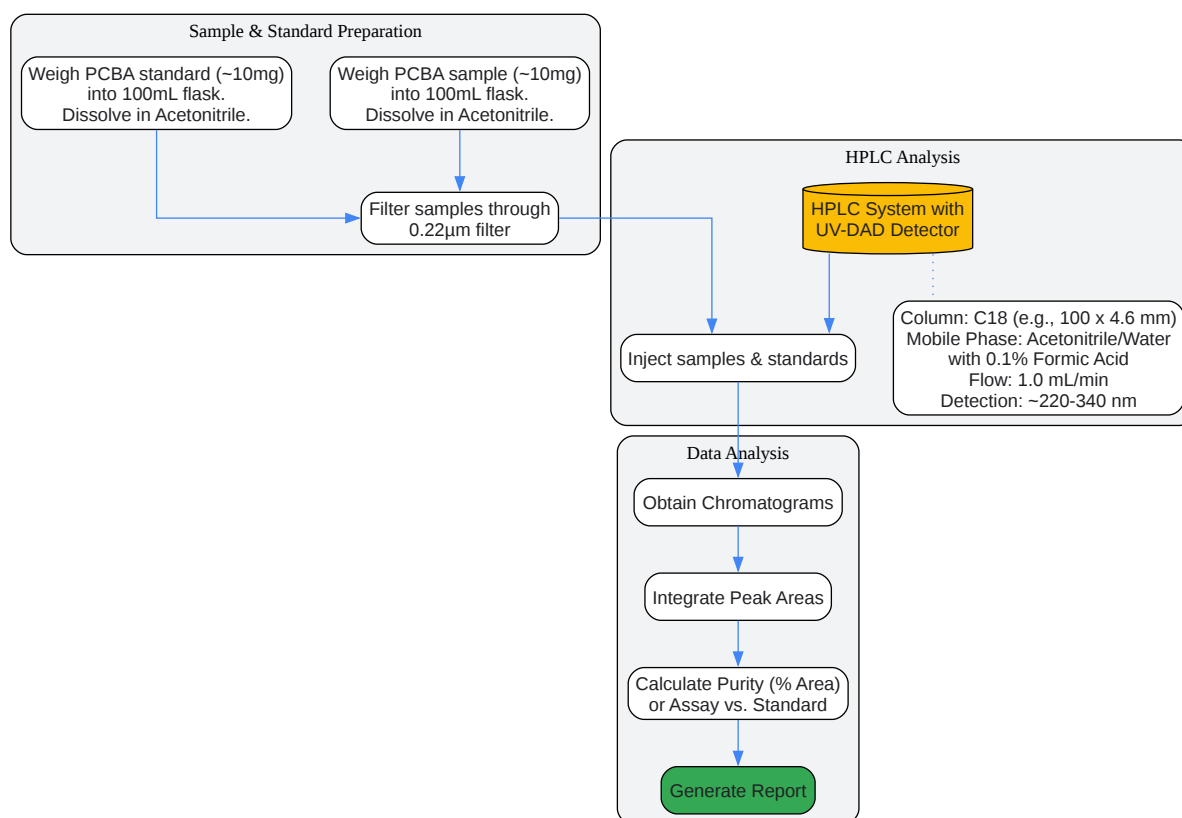 Sample & Standard Preparation
Weigh PCBA standard (~10mg)
into 100mL flask.
Dissolve in Acetonitrile.
Weigh PCBA sample (~10mg)
into 100mL flask.
Dissolve in Acetonitrile.
Filter samples through
0.22µm filter
HPLC Analysis
HPLC System with
UV-DAD Detector
Column: C18 (e.g., 100 x 4.6 mm)
Mobile Phase: Acetonitrile/Water
with 0.1% Formic Acid
Flow: 1.0 mL/min
Detection: ~220-340 nm
Inject samples & standards
Data Analysis
Obtain Chromatograms
Integrate Peak Areas
Calculate Purity (% Area)
or Assay vs. Standard
Generate Report